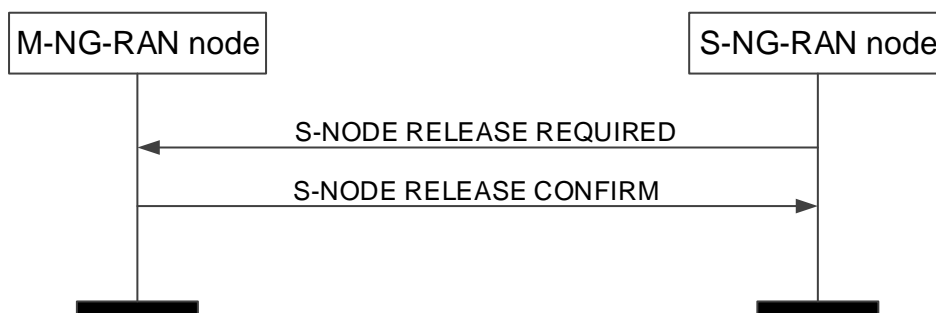 M-NG-RAN node
S-NG-RAN node
S-NODE RELEASE REQUIRED
S-NODE RELEASE CONFIRM